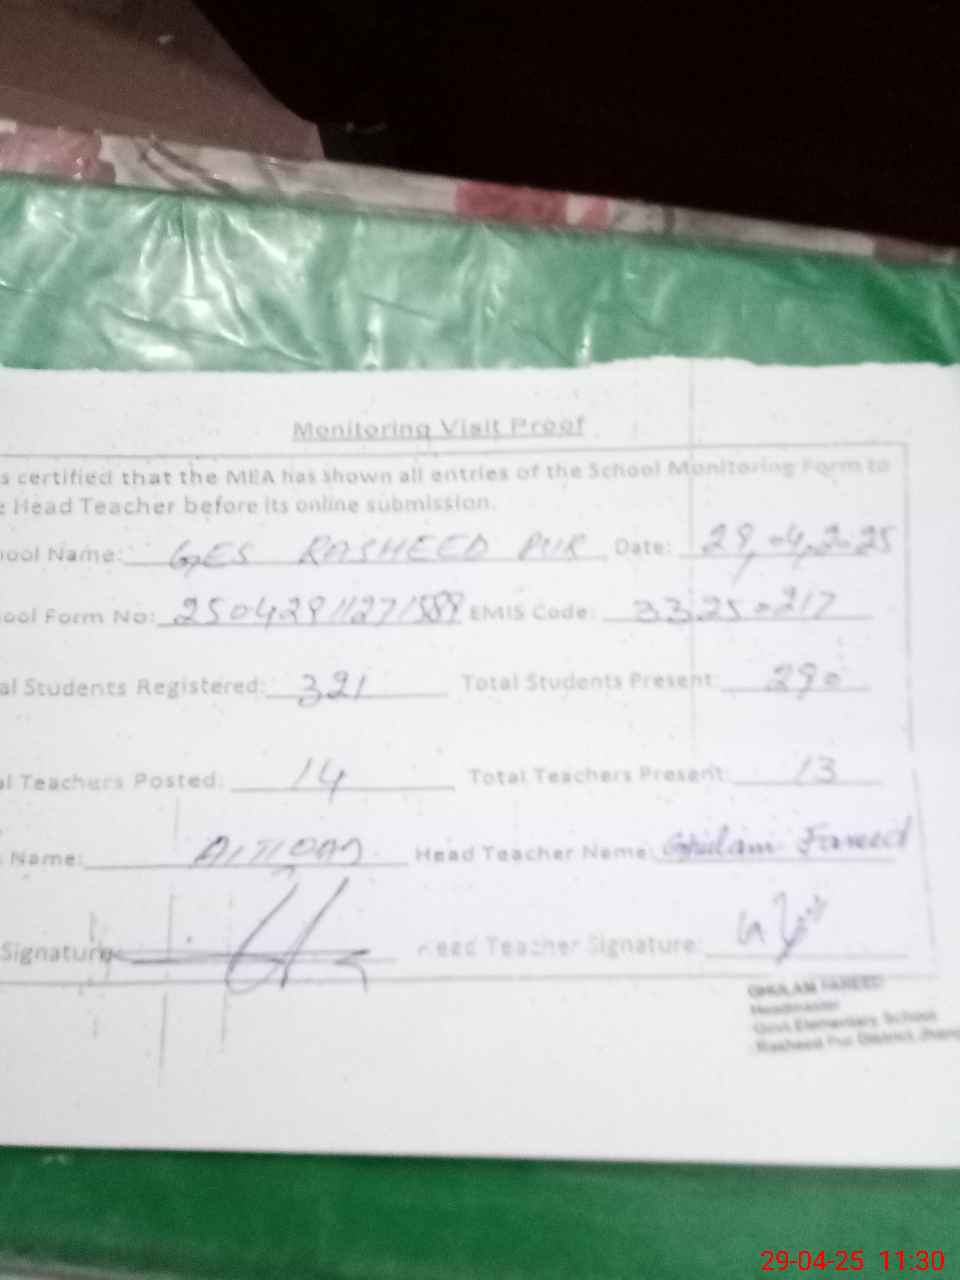 Monitoring Visit Proof
s certified that the MEA has shown all entries of the School Monitoring Form to
e Head Teacher before its online submission.
ool Name: GES RASHEED PUR Date: 29,04,2025
ool Form No: EMIS Code: 33250217
al Students Registered: 321 Total Students Present: 290
al Teachers Posted: 14 Total Teachers Present: 13
Name: Head Teacher Name: Ghulam Fareed
Signature: Head Teacher Signature:
GHULAM FAREED
Headmaster
Govt. Elementary School
Rasheed Pur District Jhang
29-04-25 11:30